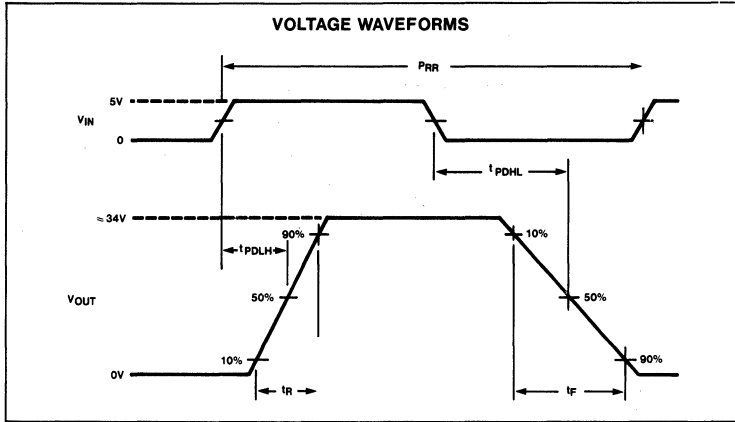 VOLTAGE WAVEFORMS
PRR
5V
VIN
0
tPDHL
≈ 34V
90%
10%
tPDLH
50%
50%
VOUT
10%
90%
0V
tR
tF